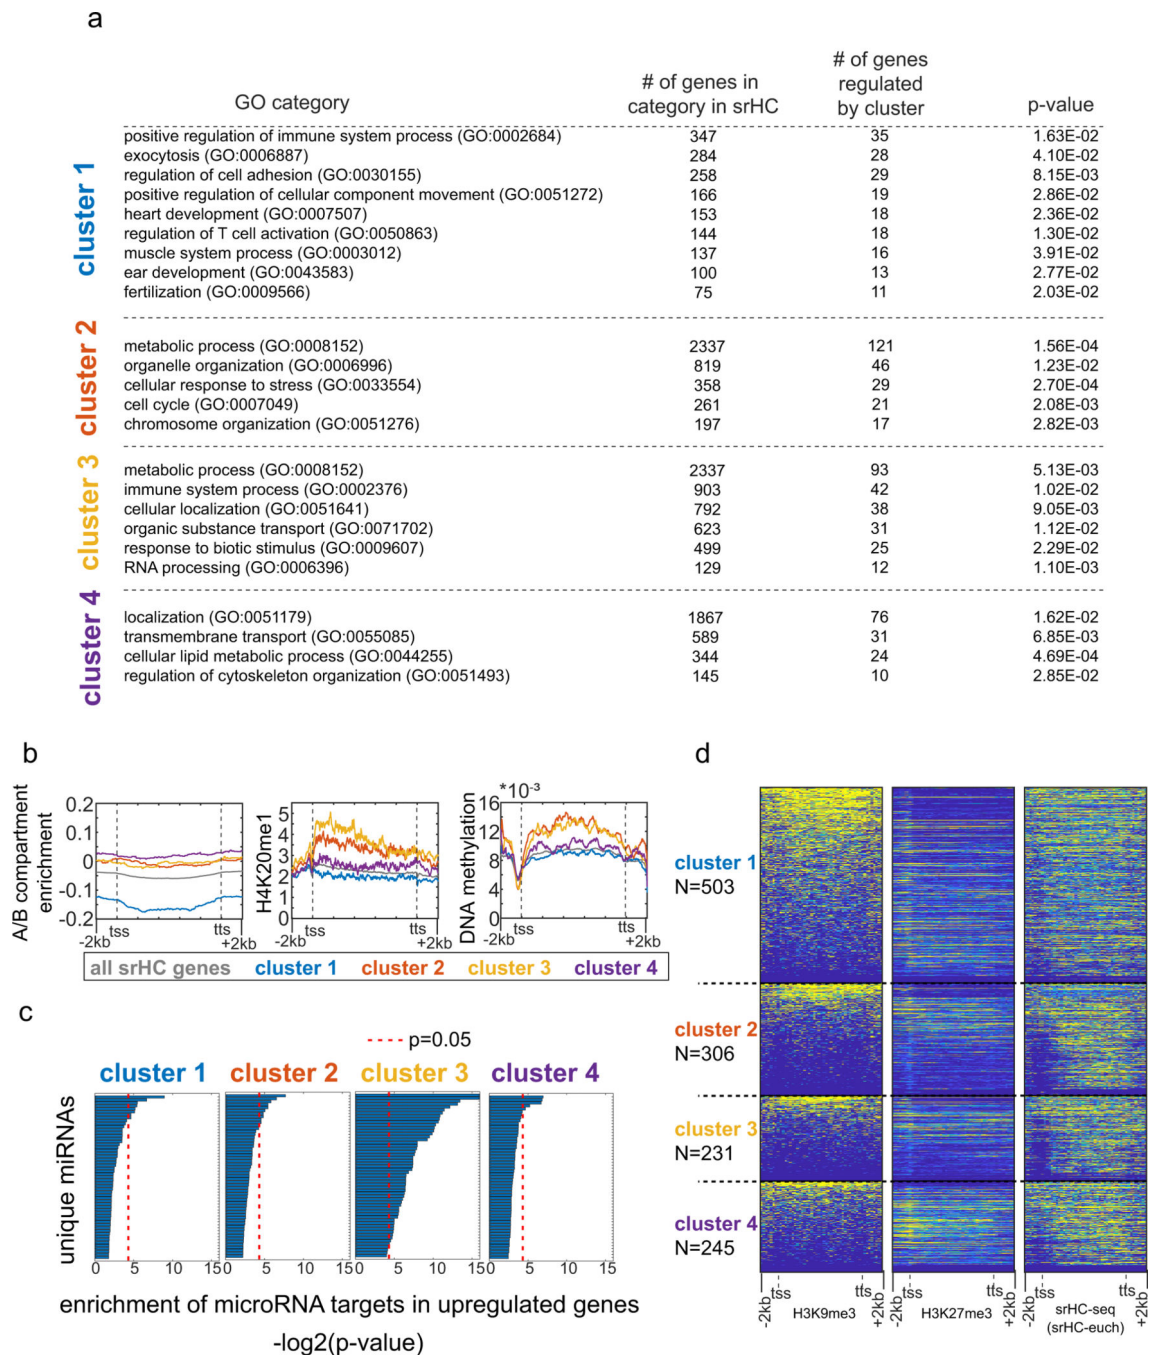 a
GO category
# of genes in category in srHC
# of genes regulated by cluster
p-value
cluster 1
positive regulation of immune system process (GO:0002684) 347 35 1.63E-02
exocytosis (GO:0006887) 284 28 4.10E-02
regulation of cell adhesion (GO:0030155) 258 29 8.15E-03
positive regulation of cellular component movement (GO:0051272) 166 19 2.86E-02
heart development (GO:0007507) 153 18 2.36E-02
regulation of T cell activation (GO:0050863) 144 18 1.30E-02
muscle system process (GO:0003012) 137 16 3.91E-02
ear development (GO:0043583) 100 13 2.77E-02
fertilization (GO:0009566) 75 11 2.03E-02
cluster 2
metabolic process (GO:0008152) 2337 121 1.56E-04
organelle organization (GO:0006996) 819 46 1.23E-02
cellular response to stress (GO:0033554) 358 29 2.70E-04
cell cycle (GO:0007049) 261 21 2.08E-03
chromosome organization (GO:0051276) 197 17 2.82E-03
cluster 3
metabolic process (GO:0008152) 2337 93 5.13E-03
immune system process (GO:0002376) 903 42 1.02E-02
cellular localization (GO:0051641) 792 38 9.05E-03
organic substance transport (GO:0071702) 623 31 1.12E-02
response to biotic stimulus (GO:0009607) 499 25 2.29E-02
RNA processing (GO:0006396) 129 12 1.10E-03
cluster 4
localization (GO:0051179) 1867 76 1.62E-02
transmembrane transport (GO:0055085) 589 31 6.85E-03
cellular lipid metabolic process (GO:0044255) 344 24 4.69E-04
regulation of cytoskeleton organization (GO:0051493) 145 10 2.85E-02
b
A/B compartment
enrichment
0.2
0.1
0
-0.1
-0.2
-2kb tss tts +2kb
H4K20me1
5
4
3
2
1
0
-2kb tss tts +2kb
DNA methylation
*10⁻³
16
12
8
4
0
-2kb tss tts +2kb
all srHC genes cluster 1 cluster 2 cluster 3 cluster 4
c
p=0.05
cluster 1 cluster 2 cluster 3 cluster 4
unique miRNAs
0 5 10 15 0 5 10 15 0 5 10 15 0 5 10 15
enrichment of microRNA targets in upregulated genes
-log2(p-value)
d
cluster 1
N=503
cluster 2
N=306
cluster 3
N=231
cluster 4
N=245
-2kb tss tts +2kb
H3K9me3
-2kb tss tts +2kb
H3K27me3
-2kb tss tts +2kb
srHC-seq
(srHC-euch)